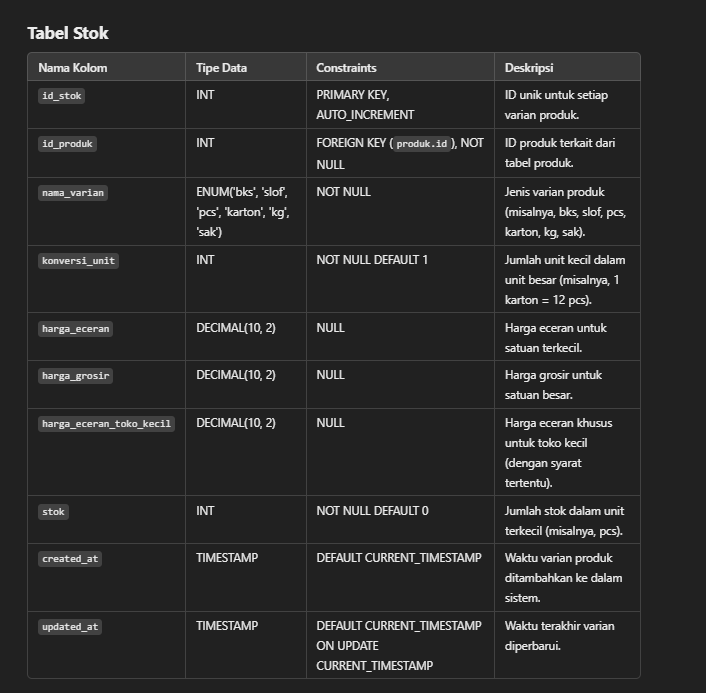 Tabel Stok
Nama Kolom Tipe Data Constraints Deskripsi
id_stok INT PRIMARY KEY, ID unik untuk setiap
AUTO_INCREMENT varian produk.
id_produk INT FOREIGN KEY (produk.id), NOT ID produk terkait dari
NULL tabel produk.
nama_varian ENUM('bks', 'slof', NOT NULL Jenis varian produk
'pcs', 'karton', 'kg', (misalnya, bks, slof, pcs,
'sak') karton, kg, sak).
konversi_unit INT NOT NULL DEFAULT 1 Jumlah unit kecil dalam
unit besar (misalnya, 1
karton = 12 pcs).
harga_eceran DECIMAL(10, 2) NULL Harga eceran untuk
satuan terkecil.
harga_grosir DECIMAL(10, 2) NULL Harga grosir untuk
satuan besar.
harga_eceran_toko_kecil DECIMAL(10, 2) NULL Harga eceran khusus
untuk toko kecil
(dengan syarat
tertentu).
stok INT NOT NULL DEFAULT 0 Jumlah stok dalam unit
terkecil (misalnya, pcs).
created_at TIMESTAMP DEFAULT CURRENT_TIMESTAMP Waktu varian produk
ditambahkan ke dalam
sistem.
updated_at TIMESTAMP DEFAULT CURRENT_TIMESTAMP Waktu terakhir varian
ON UPDATE diperbarui.
CURRENT_TIMESTAMP